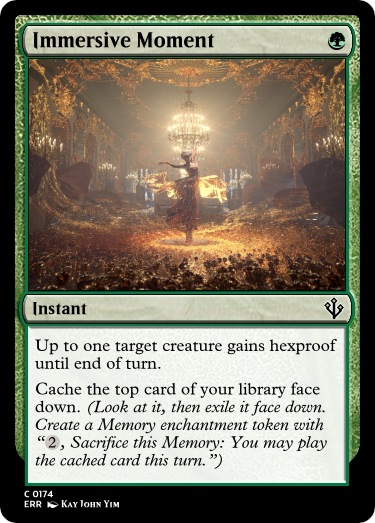 Immersive Moment
Instant
Up to one target creature gains hexproof
until end of turn.
Cache the top card of your library face
down. (Look at it, then exile it face down.
Create a Memory enchantment token with
“2, Sacrifice this Memory: You may play
the cached card this turn.”)
C 0174
ERR Kay John Yim